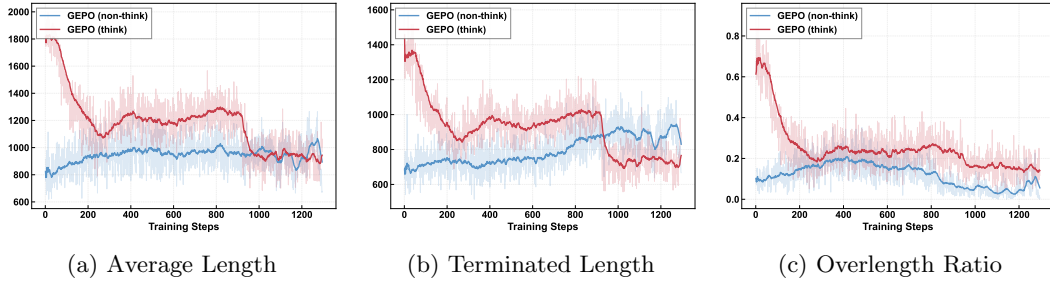 GEPO (non-think)
GEPO (think)
2000
1800
1600
1400
1200
1000
800
600
0 200 400 600 800 1000 1200
Training Steps
(a) Average Length
GEPO (non-think)
GEPO (think)
1600
1400
1200
1000
800
600
0 200 400 600 800 1000 1200
Training Steps
(b) Terminated Length
GEPO (non-think)
GEPO (think)
0.8
0.6
0.4
0.2
0.0
0 200 400 600 800 1000 1200
Training Steps
(c) Overlength Ratio